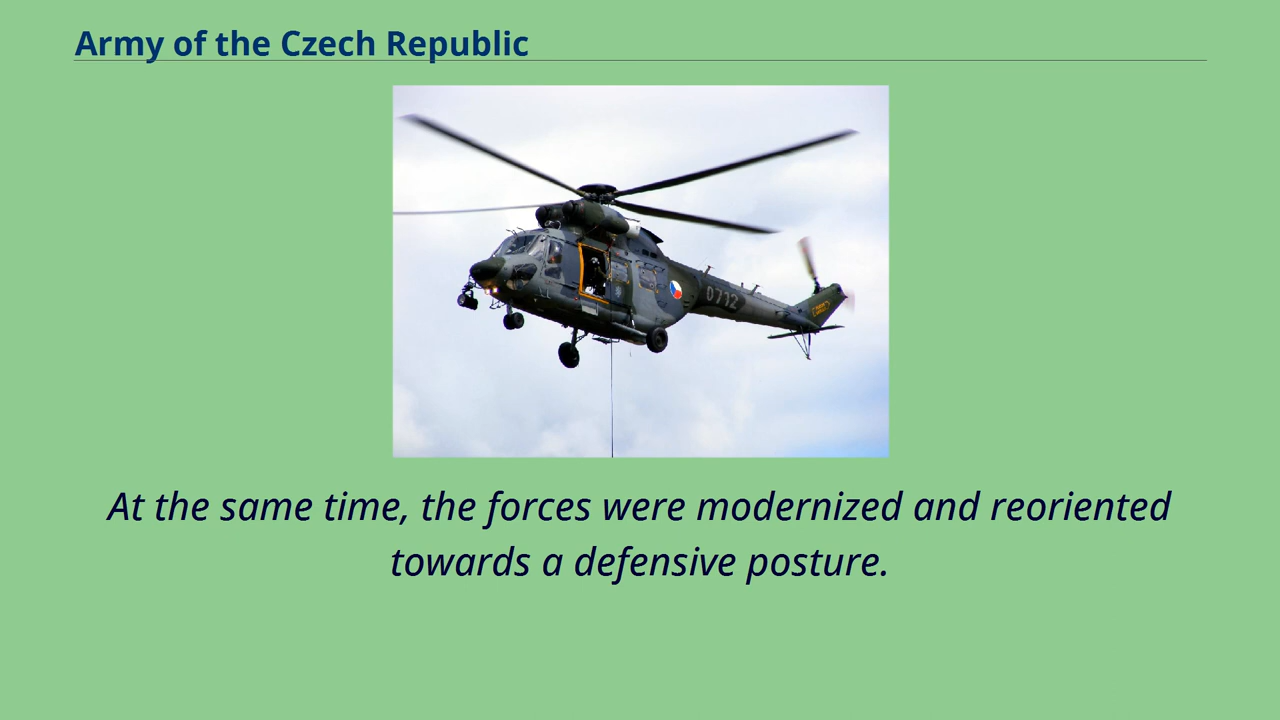 Army of the Czech Republic
0712
At the same time, the forces were modernized and reoriented
towards a defensive posture.